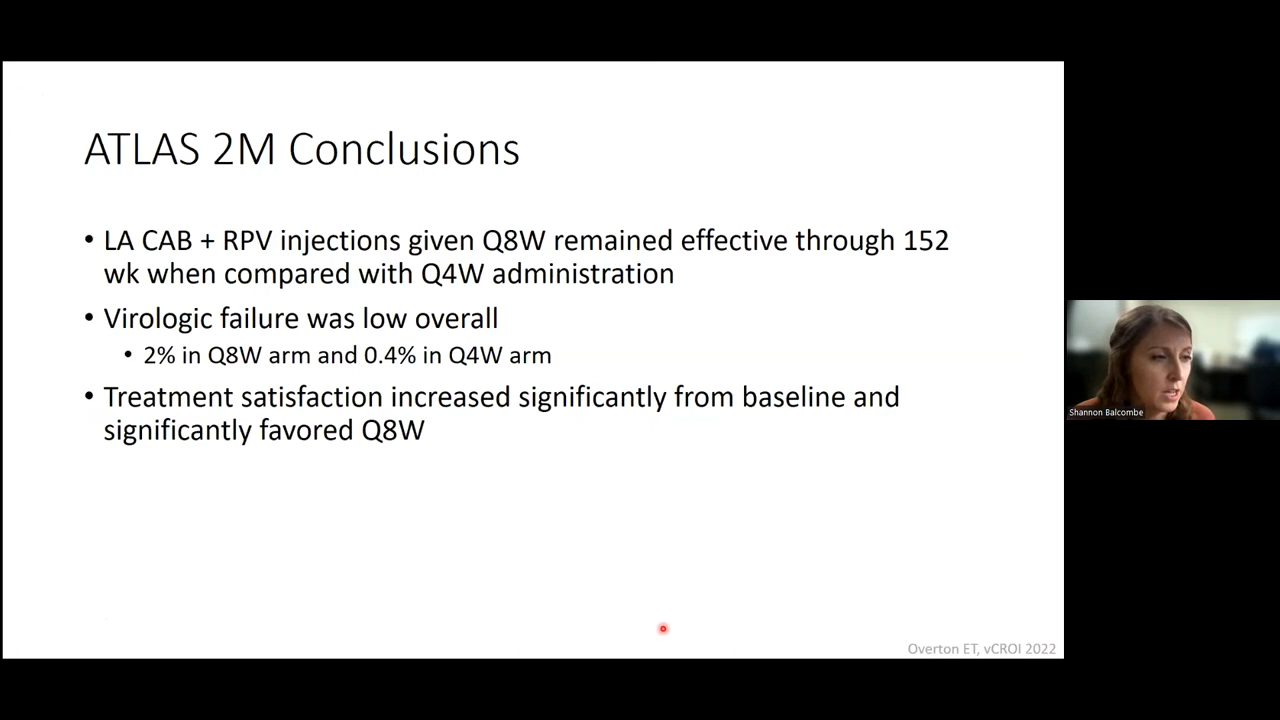 ATLAS 2M Conclusions
• LA CAB + RPV injections given Q8W remained effective through 152
wk when compared with Q4W administration
• Virologic failure was low overall
• 2% in Q8W arm and 0.4% in Q4W arm
• Treatment satisfaction increased significantly from baseline and
significantly favored Q8W
Shannon Balcombe
Overton ET, vCROI 2022